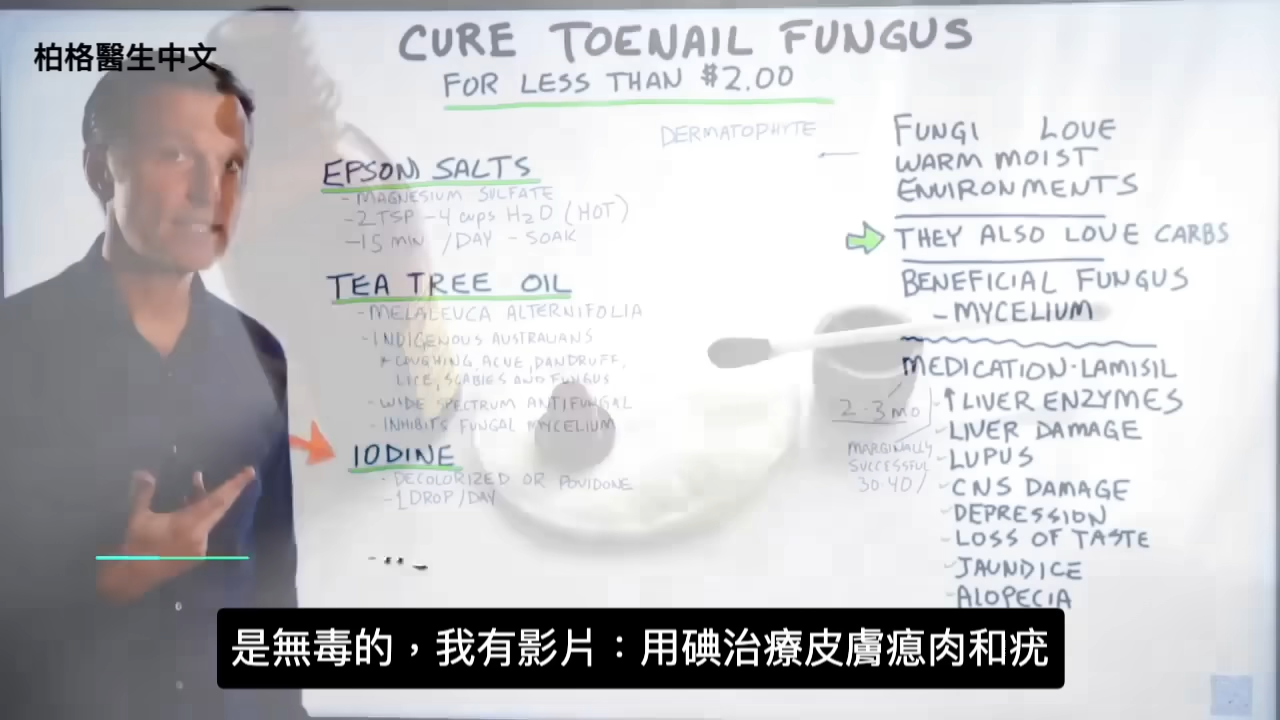 柏格醫生中文
CURE TOENAIL FUNGUS
FOR LESS THAN $2.00
DERMATOPHYTE
EPSOM SALTS
- MAGNESIUM SULFATE
- 2 TSP - 4 cups H2O (HOT)
- 15 MIN /DAY - SOAK
TEA TREE OIL
- MELALEUCA ALTERNIFOLIA
- INDIGENOUS AUSTRALIANS
* COUGHING, ACNE, DANDRUFF,
LICE, SCABIES AND FUNGUS
- WIDE SPECTRUM ANTIFUNGAL
- INHIBITS FUNGAL MYCELIUM
IODINE
- DECOLORIZED OR POVIDONE
- 1 DROP /DAY
FUNGI LOVE
WARM MOIST
ENVIRONMENTS
THEY ALSO LOVE CARBS
BENEFICIAL FUNGUS
- MYCELIUM
MEDICATION - LAMISIL
2-3 MO
MARGINALLY
SUCCESSFUL
30-40/
- ↑ LIVER ENZYMES
- LIVER DAMAGE
- LUPUS
- CNS DAMAGE
- DEPRESSION
- LOSS OF TASTE
- JAUNDICE
- ALOPECIA
是無毒的，我有影片：用碘治療皮膚瘜肉和疣